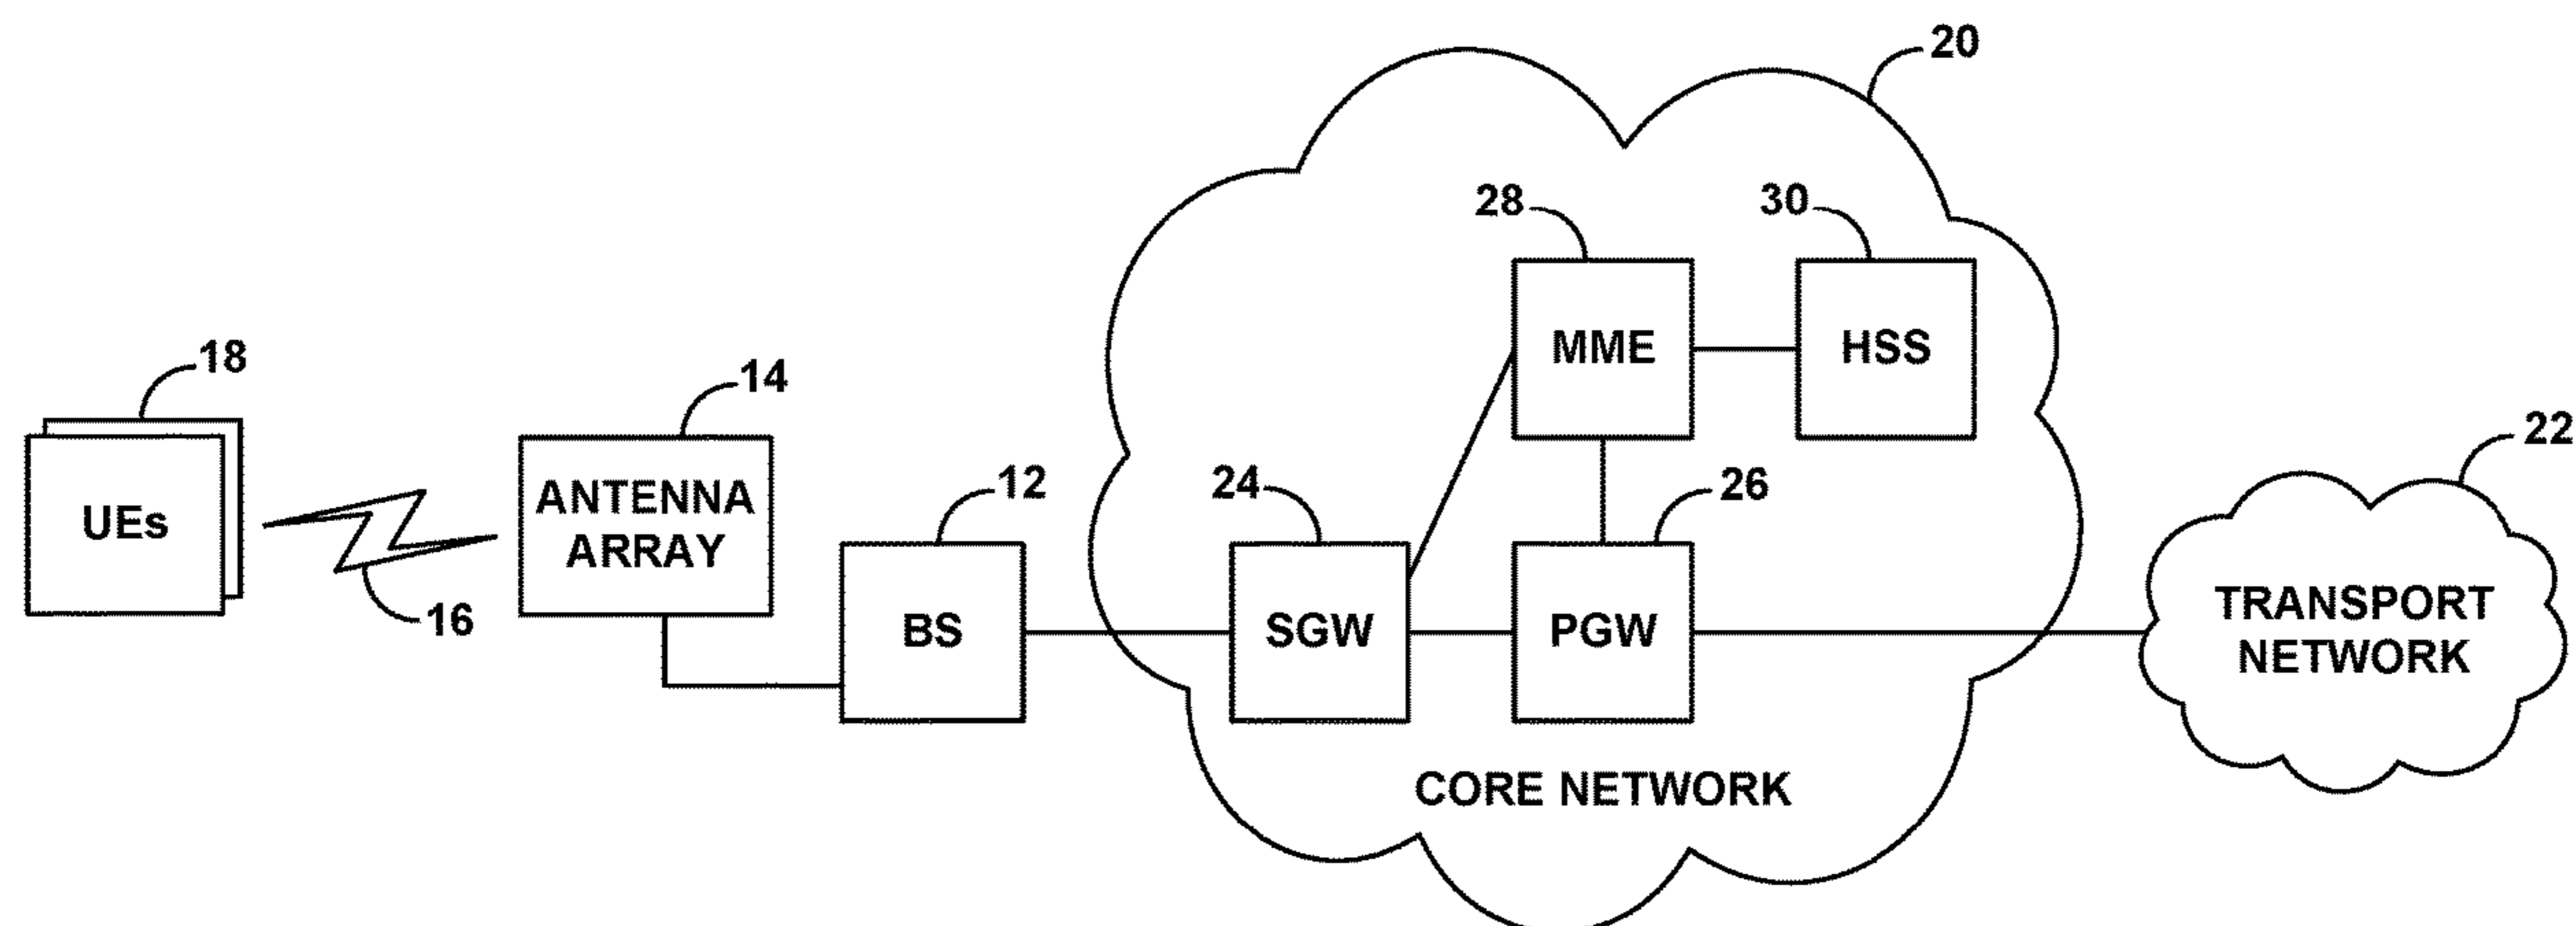 20
28
30
MME
HSS
18
14
22
UEs
ANTENNA
ARRAY
12
24
26
16
BS
SGW
PGW
TRANSPORT
NETWORK
CORE NETWORK